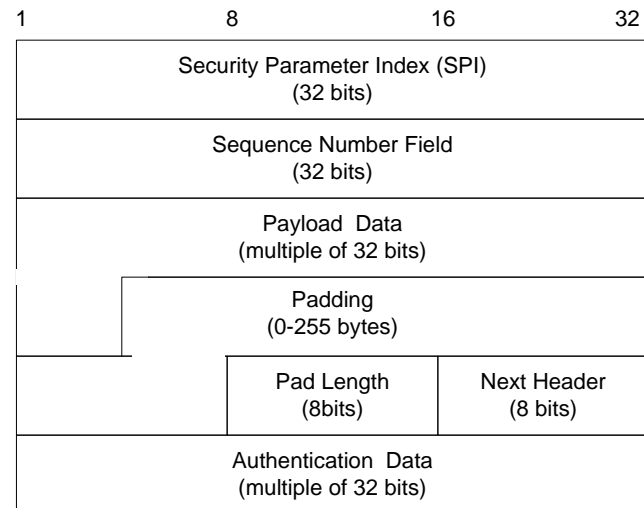 1 8 16 32
Security Parameter Index (SPI)
(32 bits)
Sequence Number Field
(32 bits)
Payload Data
(multiple of 32 bits)
Padding
(0-255 bytes)
Pad Length Next Header
(8bits) (8 bits)
Authentication Data
(multiple of 32 bits)